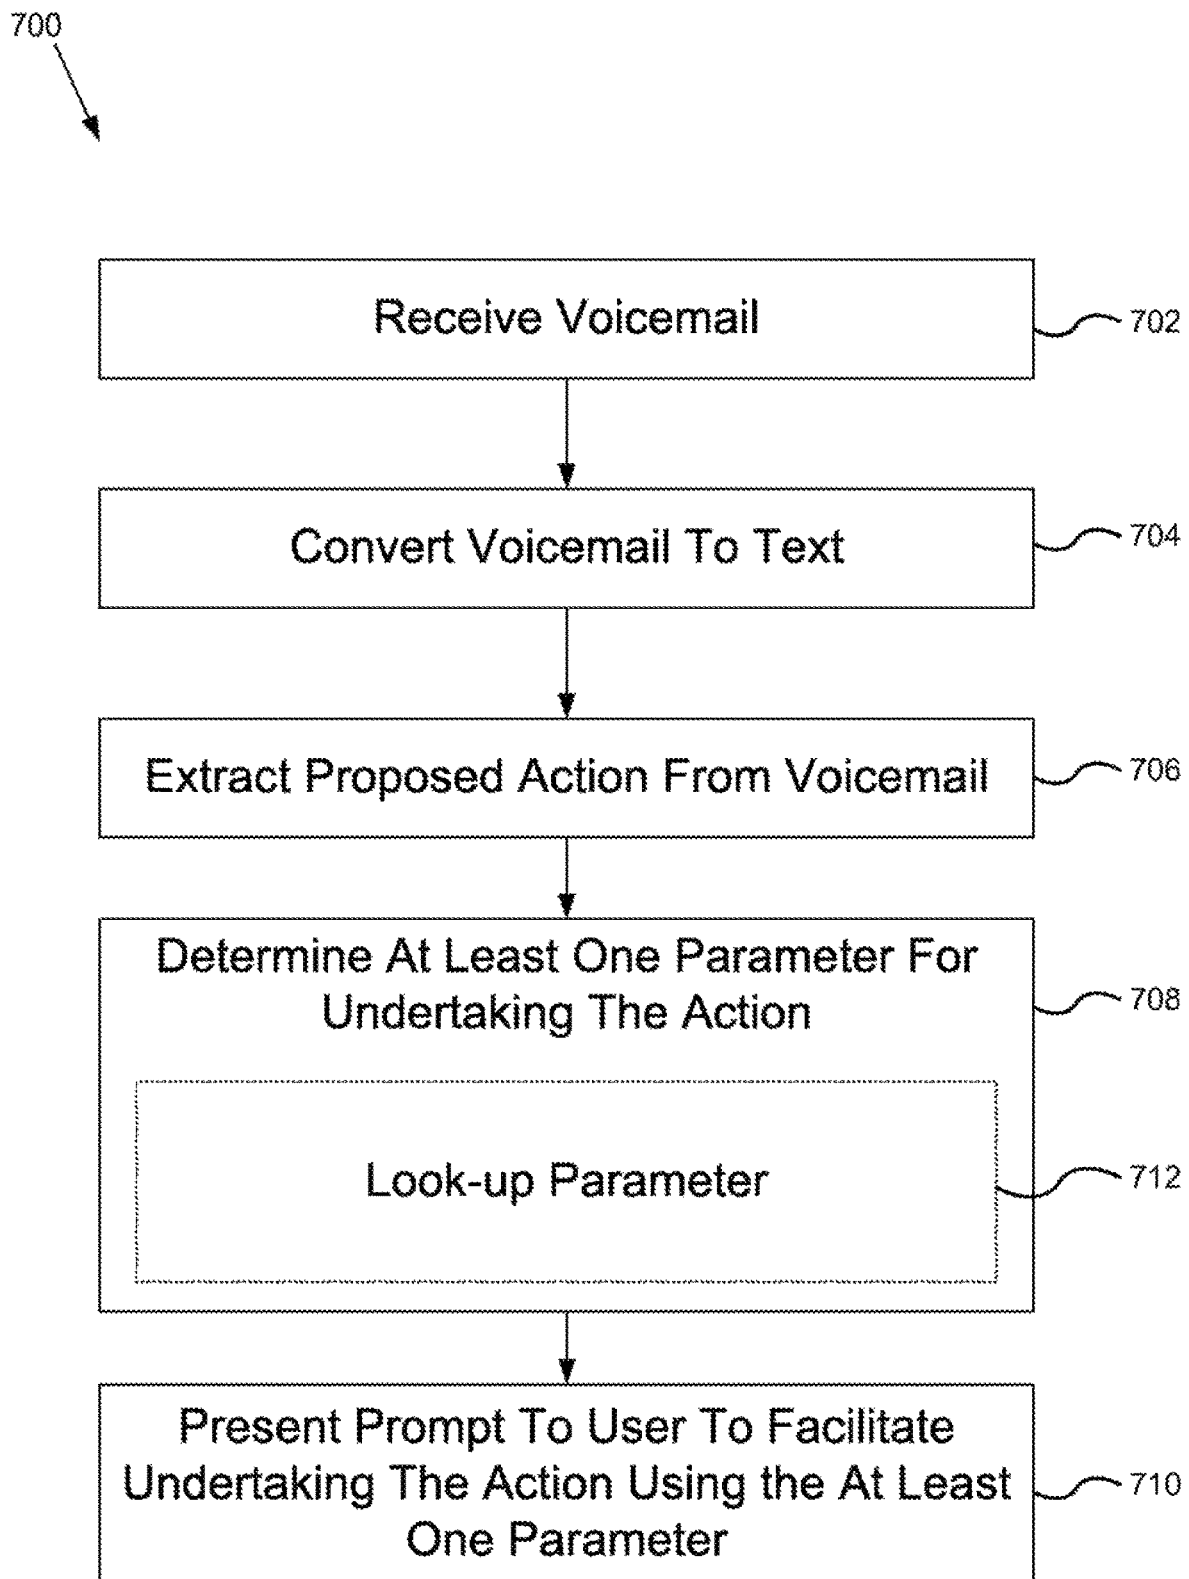 700
Receive Voicemail
702
Convert Voicemail To Text
704
Extract Proposed Action From Voicemail
706
Determine At Least One Parameter For
Undertaking The Action
708
Look-up Parameter
712
Present Prompt To User To Facilitate
Undertaking The Action Using the At Least
One Parameter
710